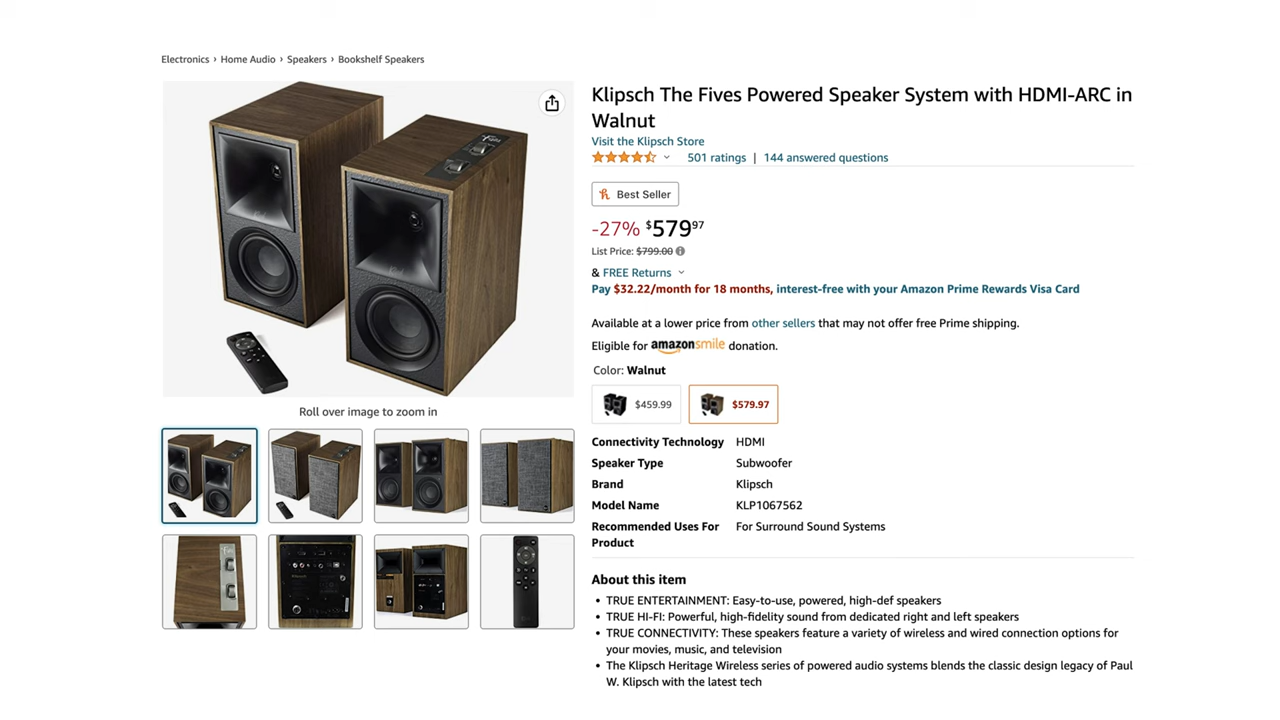 Electronics › Home Audio › Speakers › Bookshelf Speakers
Klipsch The Fives Powered Speaker System with HDMI-ARC in
Walnut
Visit the Klipsch Store
501 ratings | 144 answered questions
Best Seller
-27% $579.97
List Price: $799.00
& FREE Returns
Pay $32.22/month for 18 months, interest-free with your Amazon Prime Rewards Visa Card
Available at a lower price from other sellers that may not offer free Prime shipping.
Eligible for amazonsmile donation.
Color: Walnut
$459.99 $579.97
Connectivity Technology HDMI
Speaker Type Subwoofer
Brand Klipsch
Model Name KLP1067562
Recommended Uses For For Surround Sound Systems
Product
About this item
• TRUE ENTERTAINMENT: Easy-to-use, powered, high-def speakers
• TRUE HI-FI: Powerful, high-fidelity sound from dedicated right and left speakers
• TRUE CONNECTIVITY: These speakers feature a variety of wireless and wired connection options for
your movies, music, and television
• The Klipsch Heritage Wireless series of powered audio systems blends the classic design legacy of Paul
W. Klipsch with the latest tech
Roll over image to zoom in